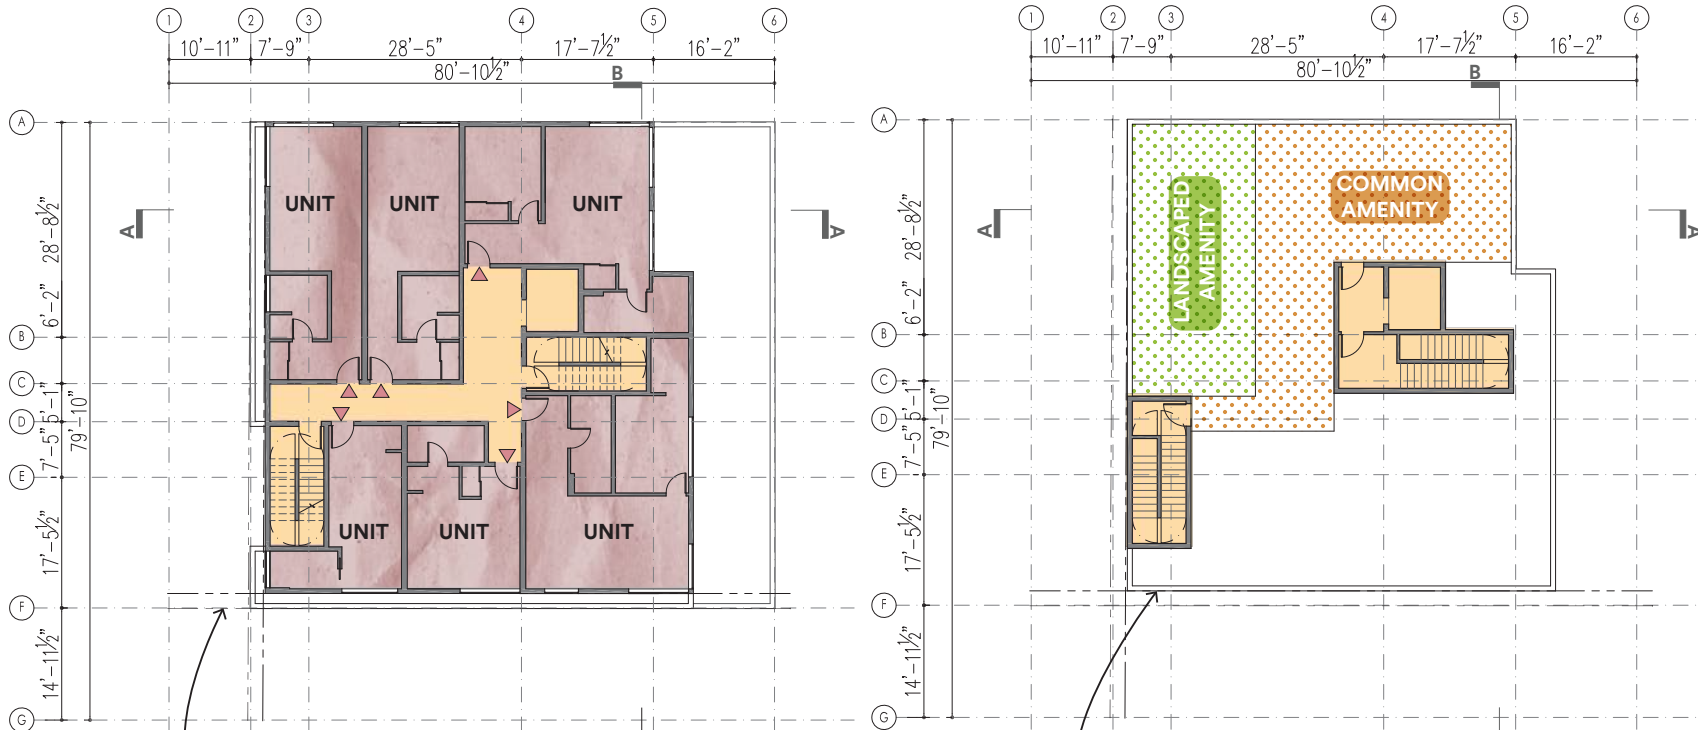 1 2 3 4 5 6
10'-11" 7'-9" 28'-5" 17'-7½" 16'-2"
80'-10½"
B
A
B
C
D
E
F
G
28'-8½"
6'-2"
5'-1"
7'-5"
17'-5½"
14'-11½"
79'-10"
A
A
UNIT UNIT UNIT
UNIT UNIT UNIT
1 2 3 4 5 6
10'-11" 7'-9" 28'-5" 17'-7½" 16'-2"
80'-10½"
B
A
B
C
D
E
F
G
28'-8½"
6'-2"
5'-1"
7'-5"
17'-5½"
14'-11½"
79'-10"
A
A
LANDSCAPED
AMENITY
COMMON
AMENITY